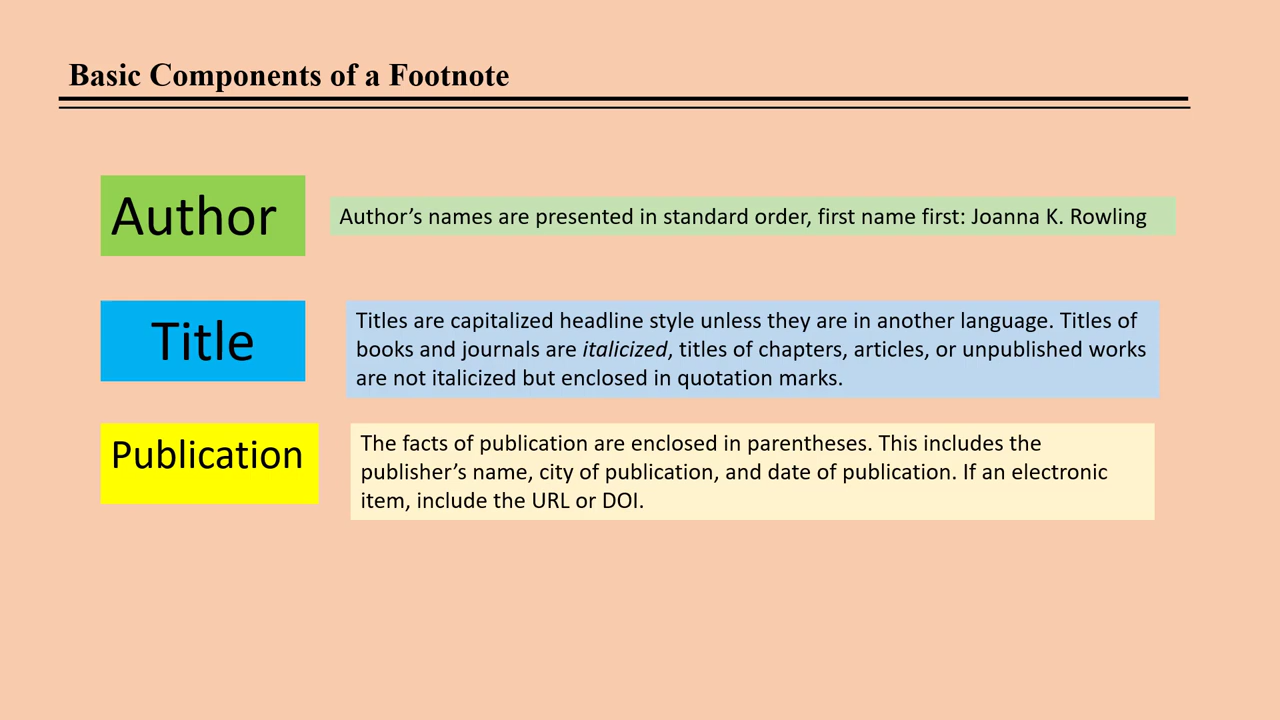 Basic Components of a Footnote
Author
Author’s names are presented in standard order, first name first: Joanna K. Rowling
Title
Titles are capitalized headline style unless they are in another language. Titles of
books and journals are italicized, titles of chapters, articles, or unpublished works
are not italicized but enclosed in quotation marks.
Publication
The facts of publication are enclosed in parentheses. This includes the
publisher’s name, city of publication, and date of publication. If an electronic
item, include the URL or DOI.